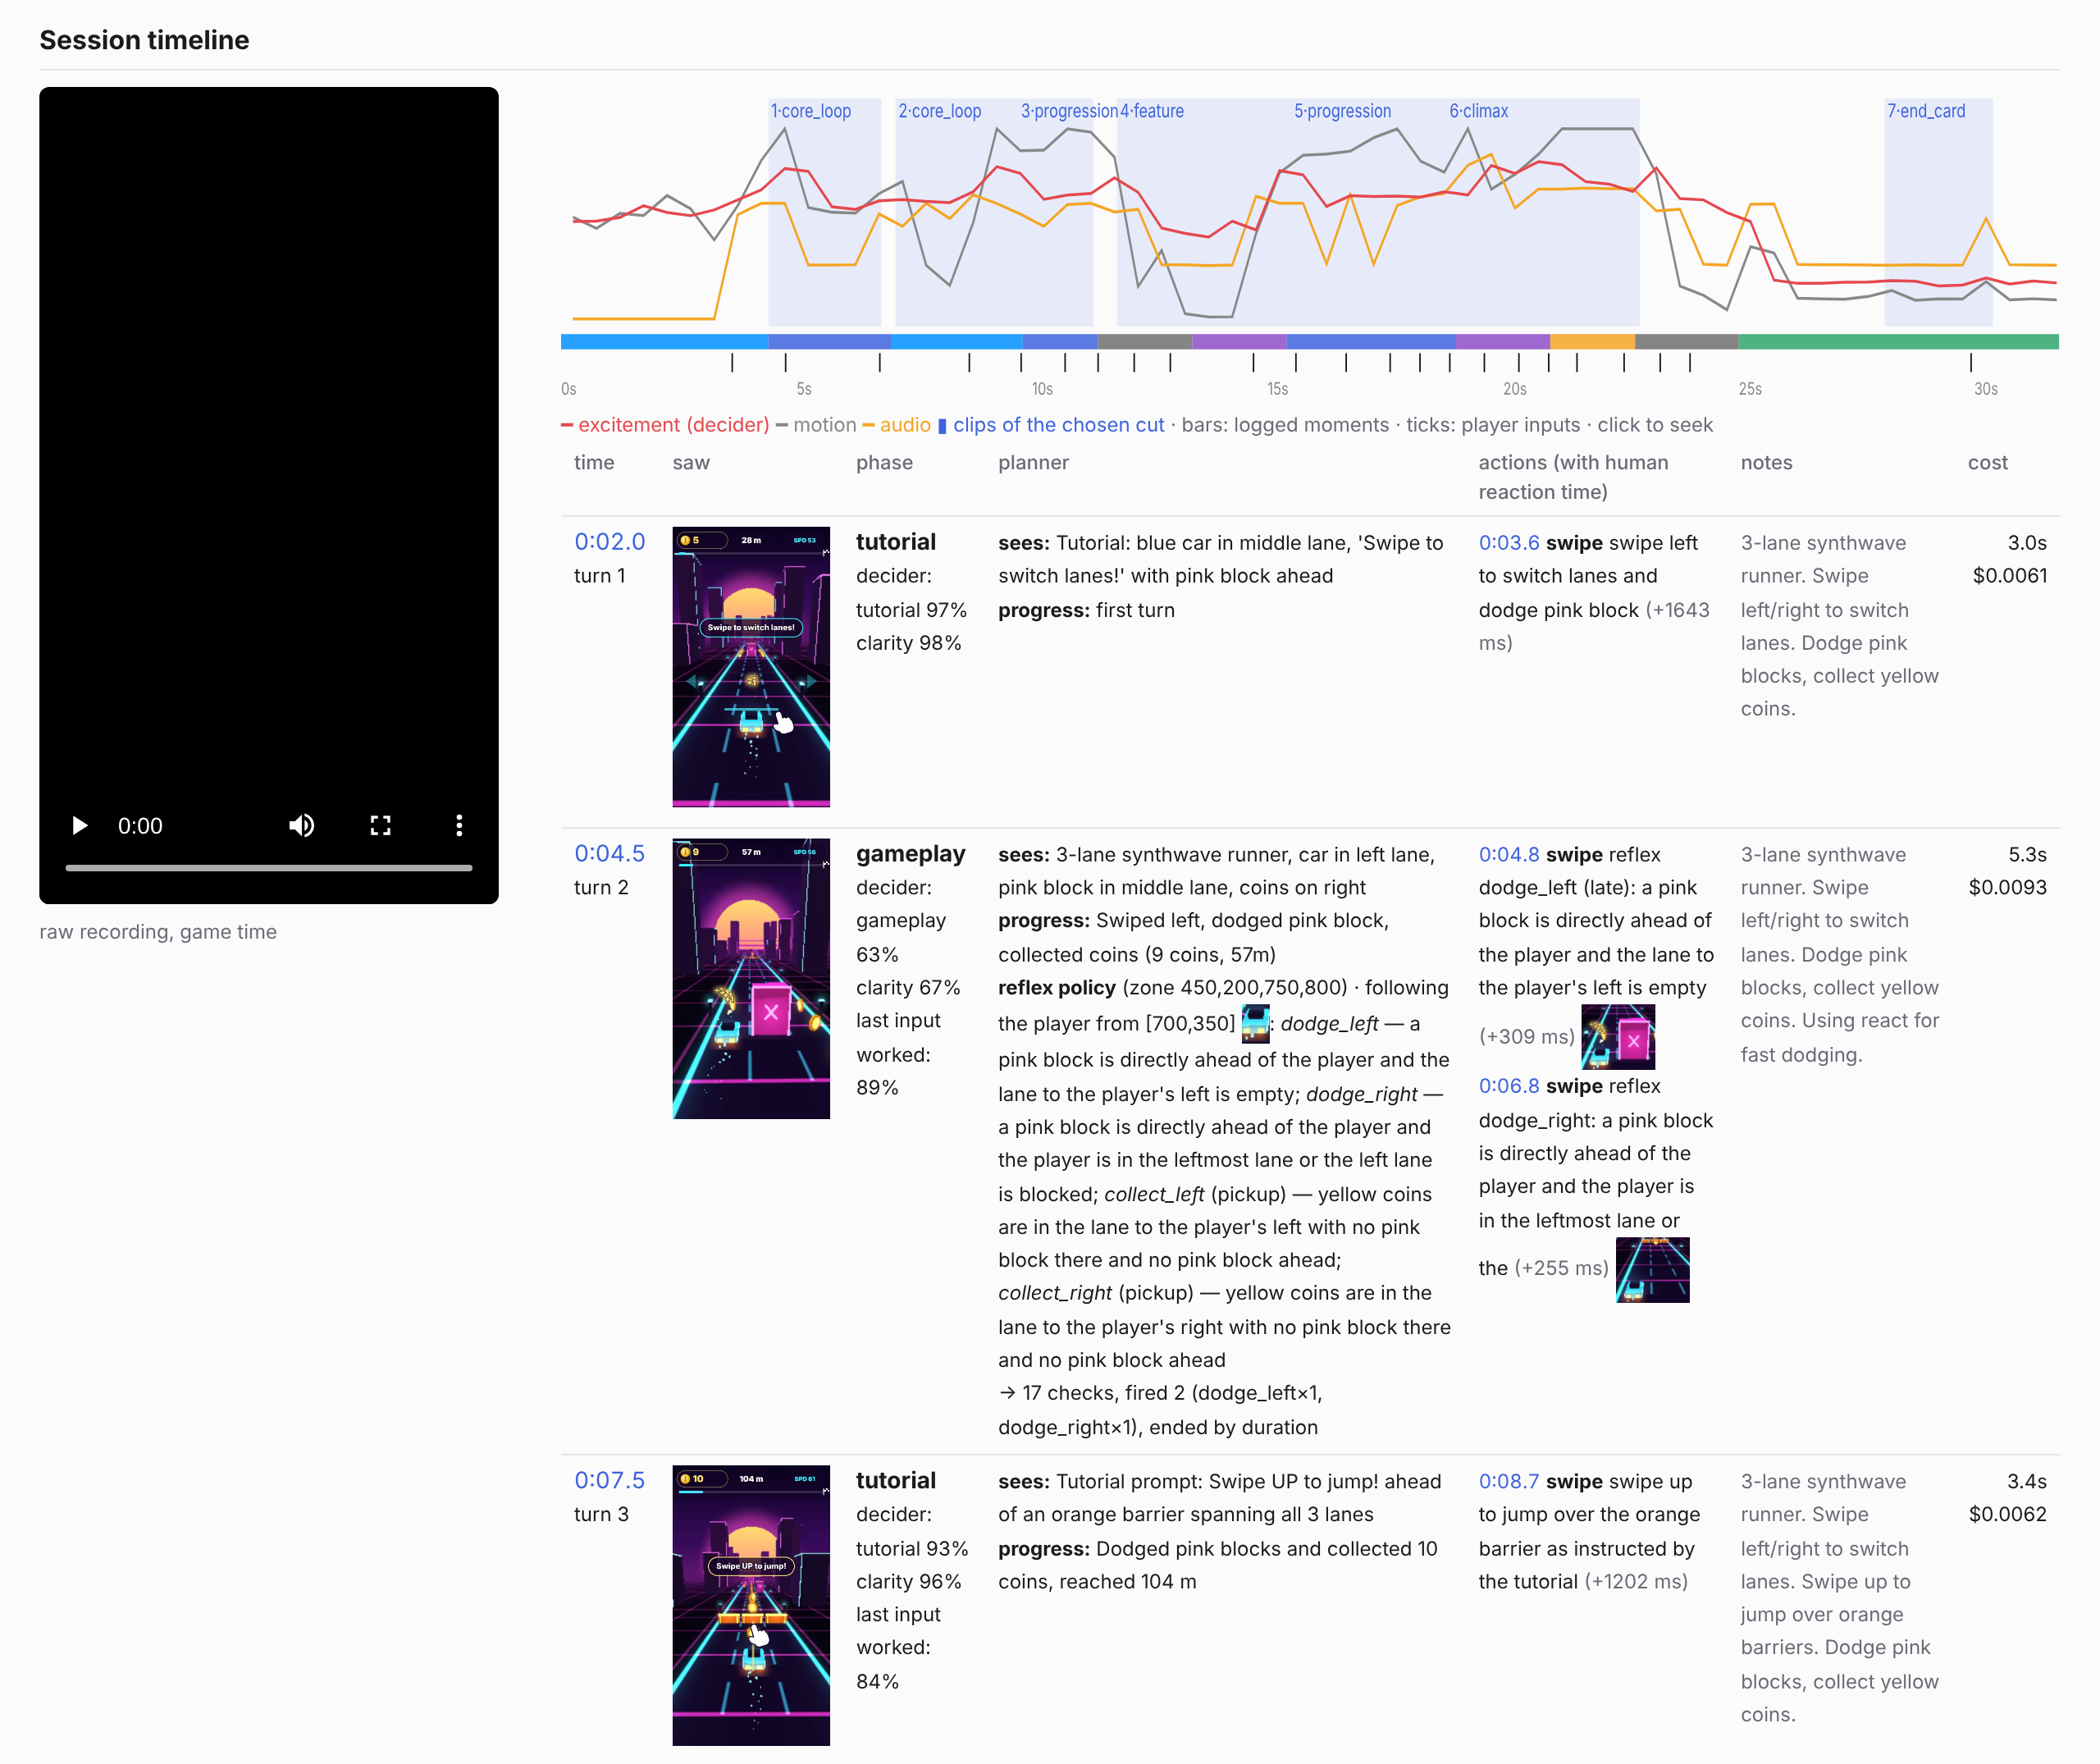 Session timeline
1·core_loop
2·core_loop
3·progression
4·feature
5·progression
6·climax
7·end_card
0s
5s
10s
15s
20s
25s
30s
excitement (decider) motion audio clips of the chosen cut · bars: logged moments · ticks: player inputs · click to seek
0:00
raw recording, game time
time
saw
phase
planner
actions (with human
reaction time)
notes
cost
0:02.0
turn 1
5
28 m
SPD 53
Swipe to switch lanes!
tutorial
decider:
tutorial 97%
clarity 98%
sees: Tutorial: blue car in middle lane, 'Swipe to
switch lanes!' with pink block ahead
progress: first turn
0:03.6 swipe swipe left
to switch lanes and
dodge pink block (+1643
ms)
3-lane synthwave
runner. Swipe
left/right to switch
lanes. Dodge pink
blocks, collect yellow
coins.
3.0s
$0.0061
0:04.5
turn 2
9
57 m
SPD 56
gameplay
decider:
gameplay
63%
clarity 67%
last input
worked:
89%
sees: 3-lane synthwave runner, car in left lane,
pink block in middle lane, coins on right
progress: Swiped left, dodged pink block,
collected coins (9 coins, 57m)
reflex policy (zone 450,200,750,800) · following
the player from [700,350] : dodge_left — a
pink block is directly ahead of the player and the
lane to the player's left is empty; dodge_right —
a pink block is directly ahead of the player and
the player is in the leftmost lane or the left lane
is blocked; collect_left (pickup) — yellow coins
are in the lane to the player's left with no pink
block there and no pink block ahead;
collect_right (pickup) — yellow coins are in the
lane to the player's right with no pink block there
and no pink block ahead
→ 17 checks, fired 2 (dodge_left×1,
dodge_right×1), ended by duration
0:04.8 swipe reflex
dodge_left (late): a pink
block is directly ahead of
the player and the lane to
the player's left is empty
(+309 ms)
0:06.8 swipe reflex
dodge_right: a pink block
is directly ahead of the
player and the player is
in the leftmost lane or
the (+255 ms)
3-lane synthwave
runner. Swipe
left/right to switch
lanes. Dodge pink
blocks, collect yellow
coins. Using react for
fast dodging.
5.3s
$0.0093
0:07.5
turn 3
10
104 m
SPD 61
Swipe UP to jump!
tutorial
decider:
tutorial 93%
clarity 96%
last input
worked:
84%
sees: Tutorial prompt: Swipe UP to jump! ahead
of an orange barrier spanning all 3 lanes
progress: Dodged pink blocks and collected 10
coins, reached 104 m
0:08.7 swipe swipe up
to jump over the orange
barrier as instructed by
the tutorial (+1202 ms)
3-lane synthwave
runner. Swipe
left/right to switch
lanes. Swipe up to
jump over orange
barriers. Dodge pink
blocks, collect yellow
coins.
3.4s
$0.0062